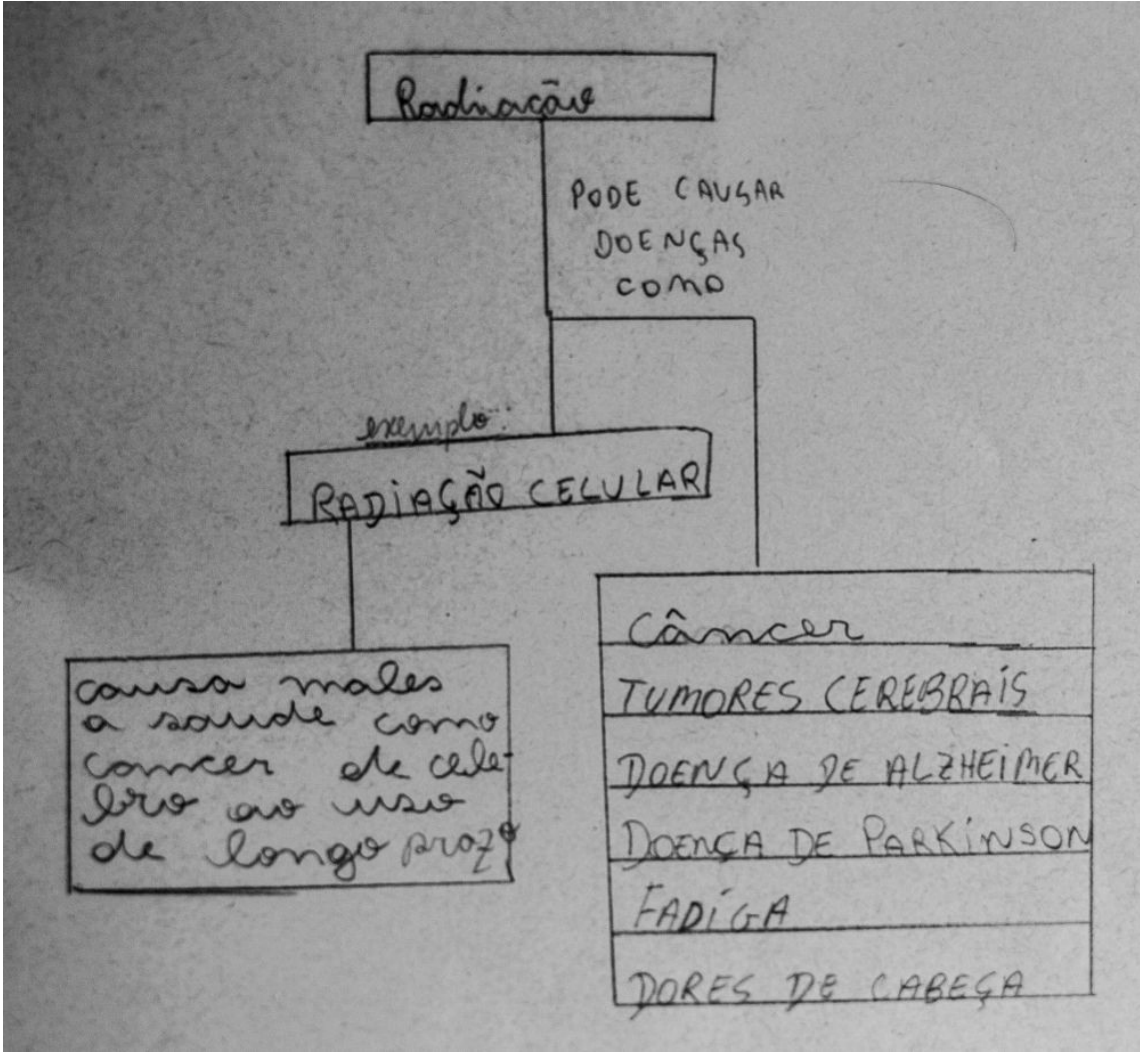 Radiação
PODE CAUSAR
DOENÇAS
COMO
exemplo:
RADIAÇÃO CELULAR
causa males
a saude como
cancer de cele-
bro ao uso
de longo prazo
Câncer
TUMORES CEREBRAIS
DOENÇA DE ALZHEIMER
DOENÇA DE PARKINSON
FADIGA
DORES DE CABEÇA